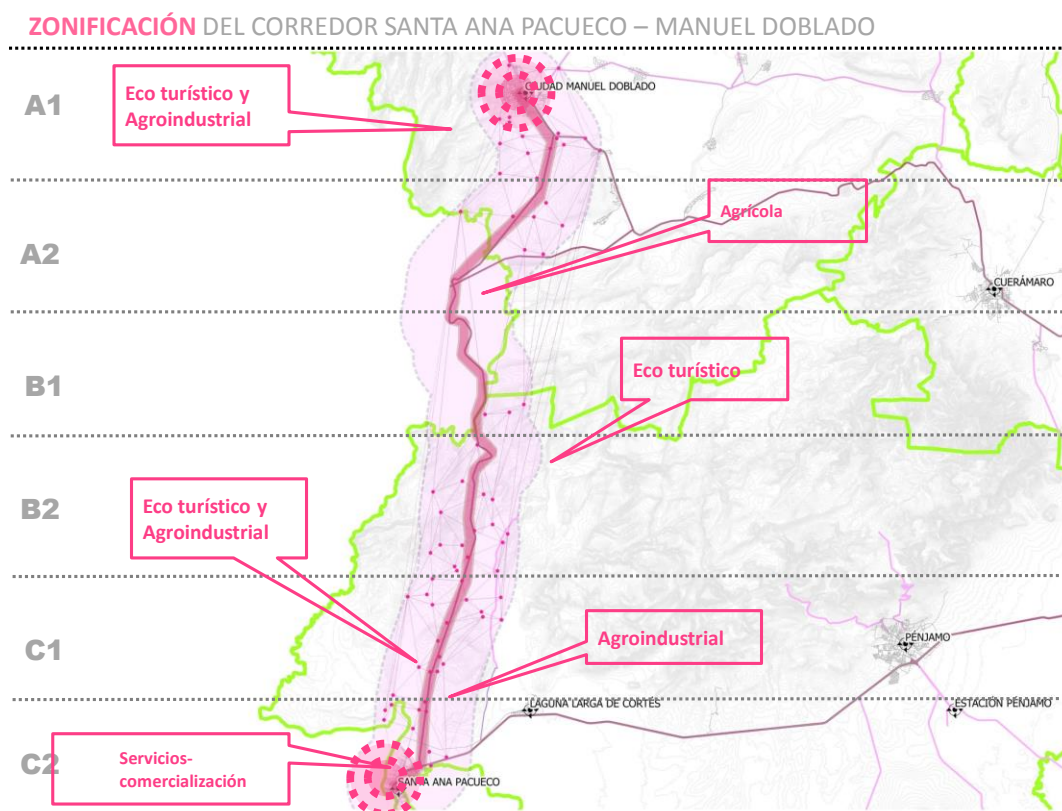 ZONIFICACIÓN DEL CORREDOR SANTA ANA PACUECO – MANUEL DOBLADO
A1
Eco turístico y
Agroindustrial
CIUDAD MANUEL DOBLADO
A2
Agrícola
CUERÁMARO
B1
Eco turístico
B2
Eco turístico y
Agroindustrial
C1
Agroindustrial
PÉNJAMO
LAGUNA LARGA DE CORTÉS
ESTACIÓN PÉNJAMO
C2
Servicios-
comercialización
SANTA ANA PACUECO